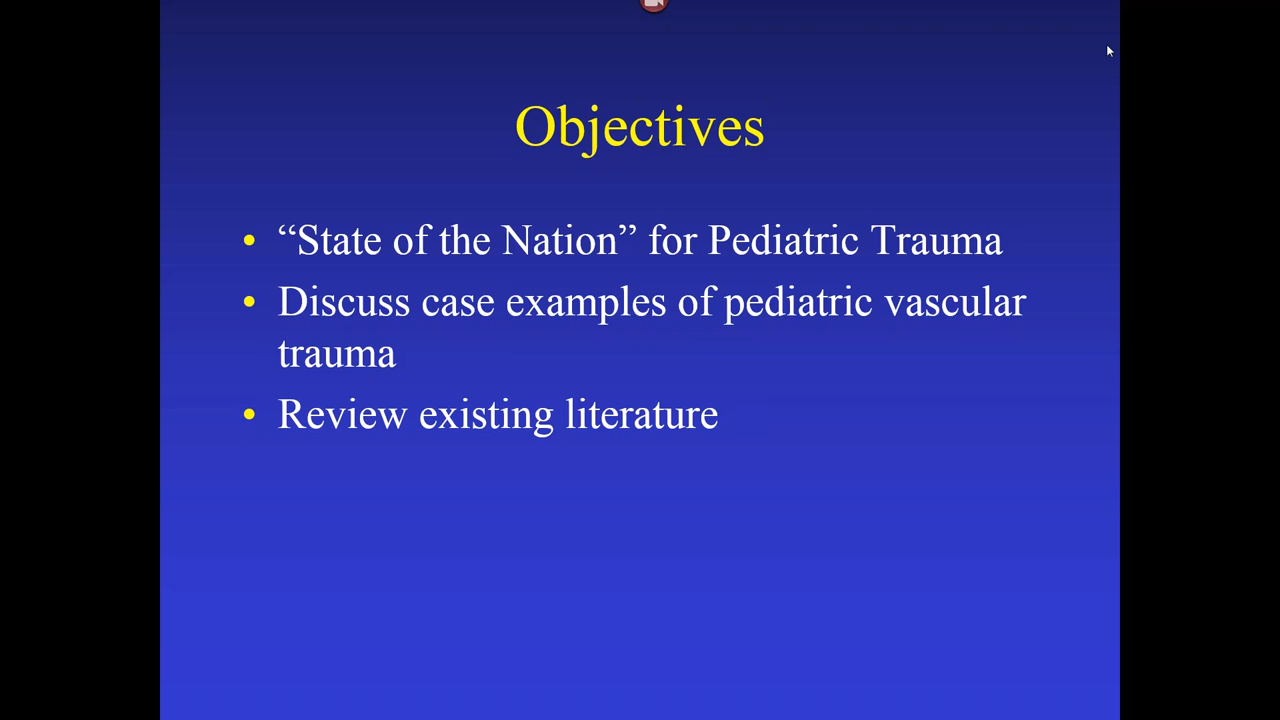 Objectives
• “State of the Nation” for Pediatric Trauma
• Discuss case examples of pediatric vascular
trauma
• Review existing literature